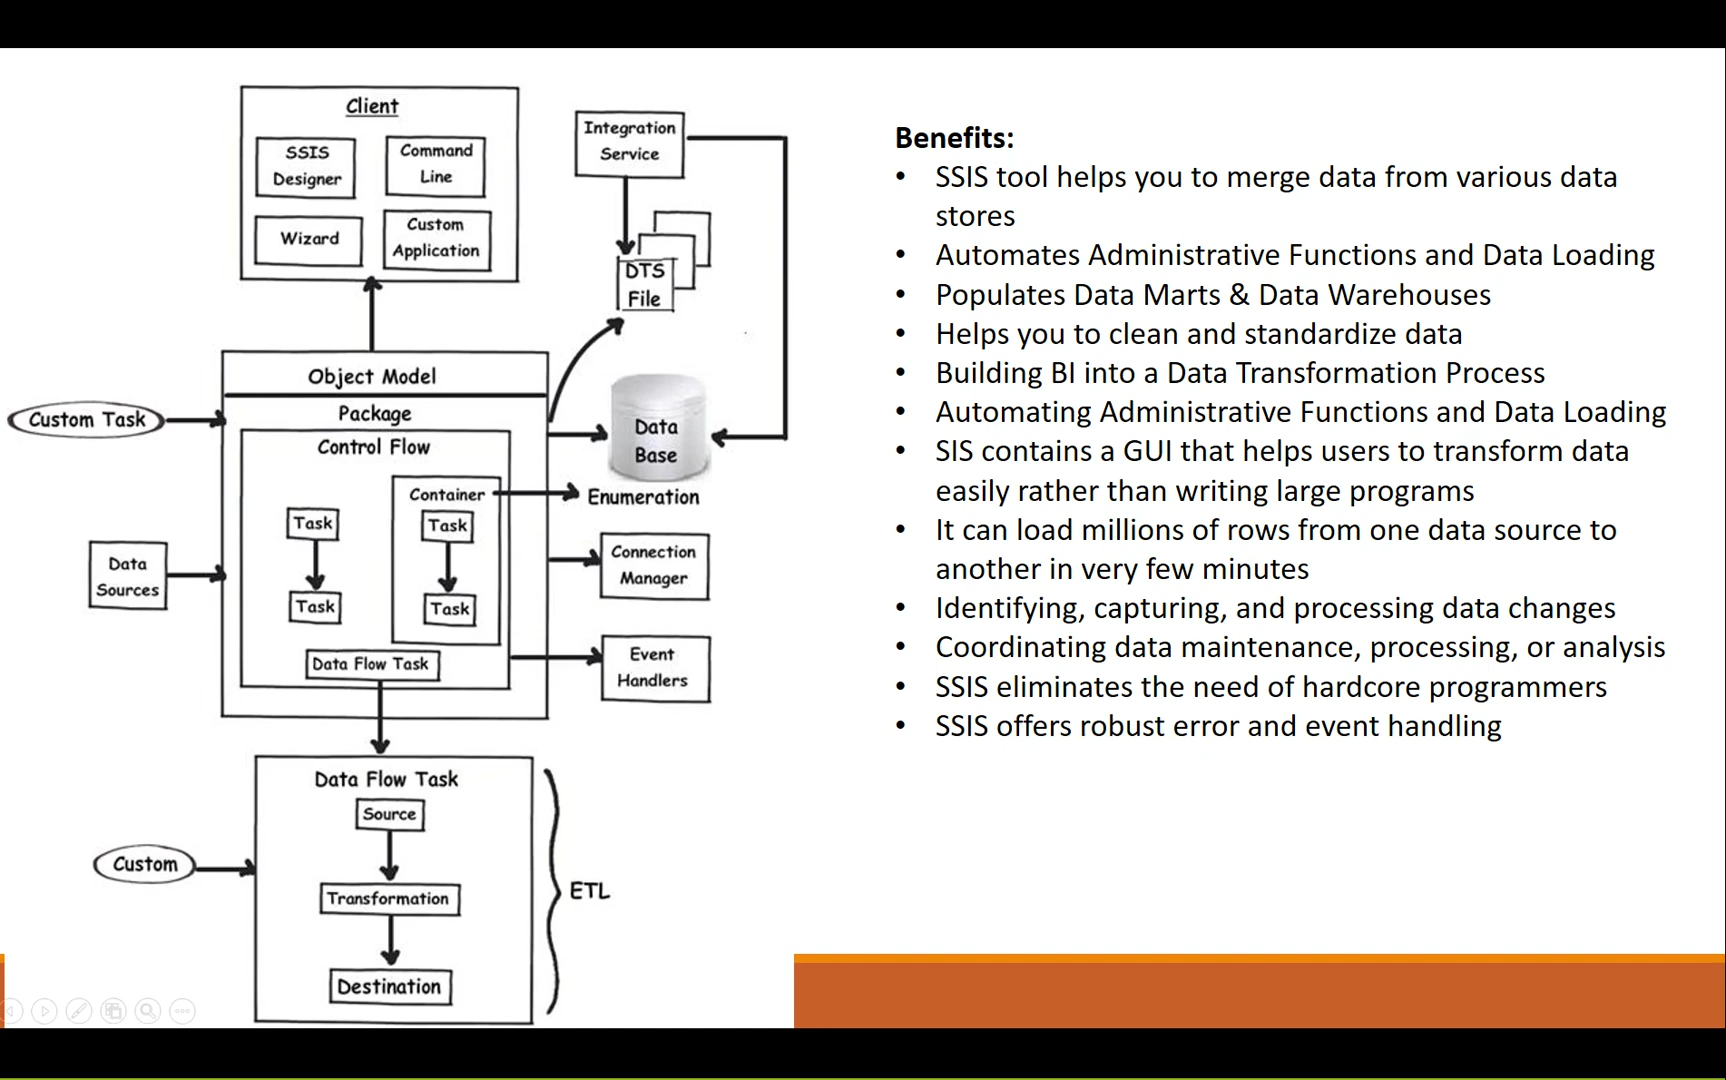 Client
SSIS
Designer
Command
Line
Wizard
Custom
Application
Integration
Service
DTS
File
Object Model
Package
Custom Task
Control Flow
Data
Base
Container
Enumeration
Task
Task
Task
Task
Data
Sources
Connection
Manager
Data Flow Task
Event
Handlers
Data Flow Task
Source
Custom
Transformation
ETL
Destination
Benefits:
• SSIS tool helps you to merge data from various data
stores
• Automates Administrative Functions and Data Loading
• Populates Data Marts & Data Warehouses
• Helps you to clean and standardize data
• Building BI into a Data Transformation Process
• Automating Administrative Functions and Data Loading
• SIS contains a GUI that helps users to transform data
easily rather than writing large programs
• It can load millions of rows from one data source to
another in very few minutes
• Identifying, capturing, and processing data changes
• Coordinating data maintenance, processing, or analysis
• SSIS eliminates the need of hardcore programmers
• SSIS offers robust error and event handling